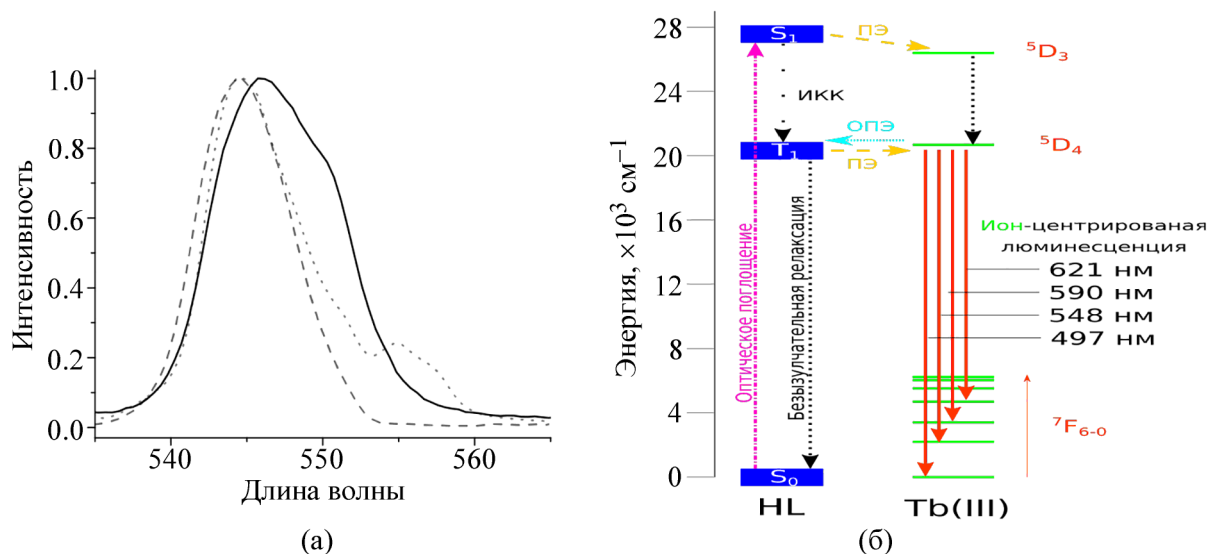 1.0
0.8
0.6
0.4
0.2
0.0
Интенсивность
540
550
560
Длина волны
(а)
28
24
20
16
12
8
4
0
Энергия, ×10³ см⁻¹
S₁
ПЭ
⁵D₃
ИКК
ОПЭ
T₁
ПЭ
⁵D₄
Оптическое поглощение
Безызулчательная релаксация
Ион-центрированая
люминесценция
621 нм
590 нм
548 нм
497 нм
⁷F₆₋₀
S₀
HL
Tb(III)
(б)